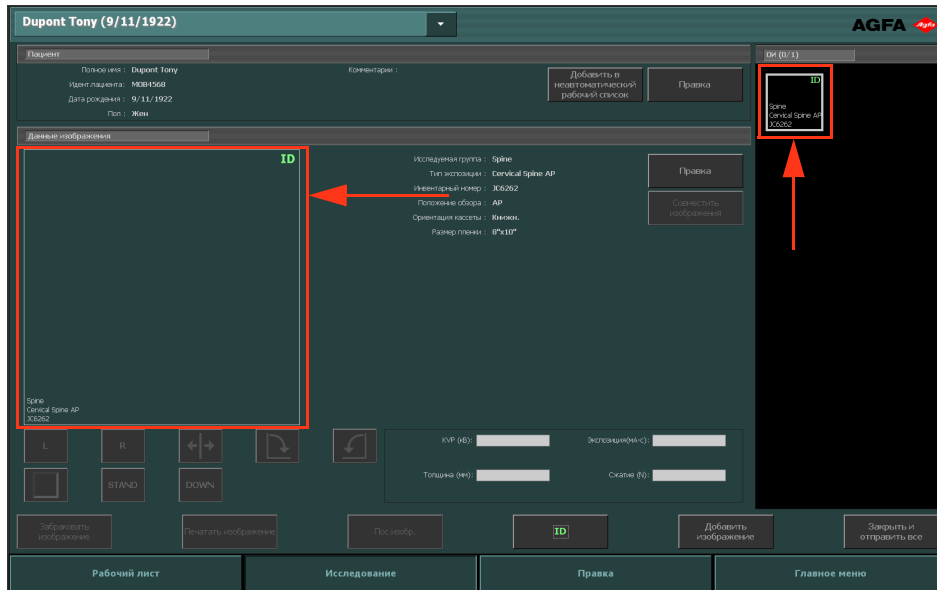 Dupont Tony (9/11/1922)
AGFA
Agfa
Пациент
Полное имя : Dupont Tony
Идент.пациента: MOB4568
Дата рождения : 9/11/1922
Пол : Жен
Комментарии :
Добавить в
неавтоматический
рабочий список
Правка
ОИ (0/1)
ID
Spine
Cervical Spine AP
JC6262
Данные изображения
ID
Spine
Cervical Spine AP
JC6262
Исследуемая группа : Spine
Тип экспозиции : Cervical Spine AP
Инвентарный номер : JC6262
Положение обзора : AP
Ориентация кассеты : Книжн.
Размер пленки : 8"x10"
Правка
Совместить
изображения
L
R
STAND
DOWN
KVP (кВ):
Экспозиция(мА·с):
Толщина (мм):
Сжатие (N):
Забраковать
изображение
Печатать изображение
Пос.изобр.
ID
Добавить
изображение
Закрыть и
отправить все
Рабочий лист
Исследование
Правка
Главное меню